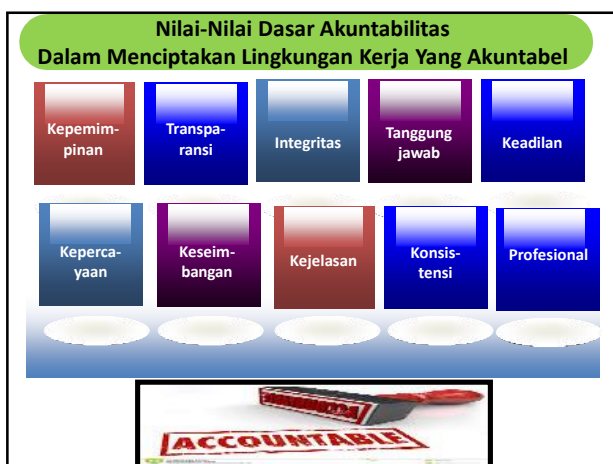 Nilai-Nilai Dasar Akuntabilitas
Dalam Menciptakan Lingkungan Kerja Yang Akuntabel
Kepemim-
pinan
Transpa-
ransi
Integritas
Tanggung
jawab
Keadilan
Keperca-
yaan
Keseim-
bangan
Kejelasan
Konsis-
tensi
Profesional
ACCOUNTABLE